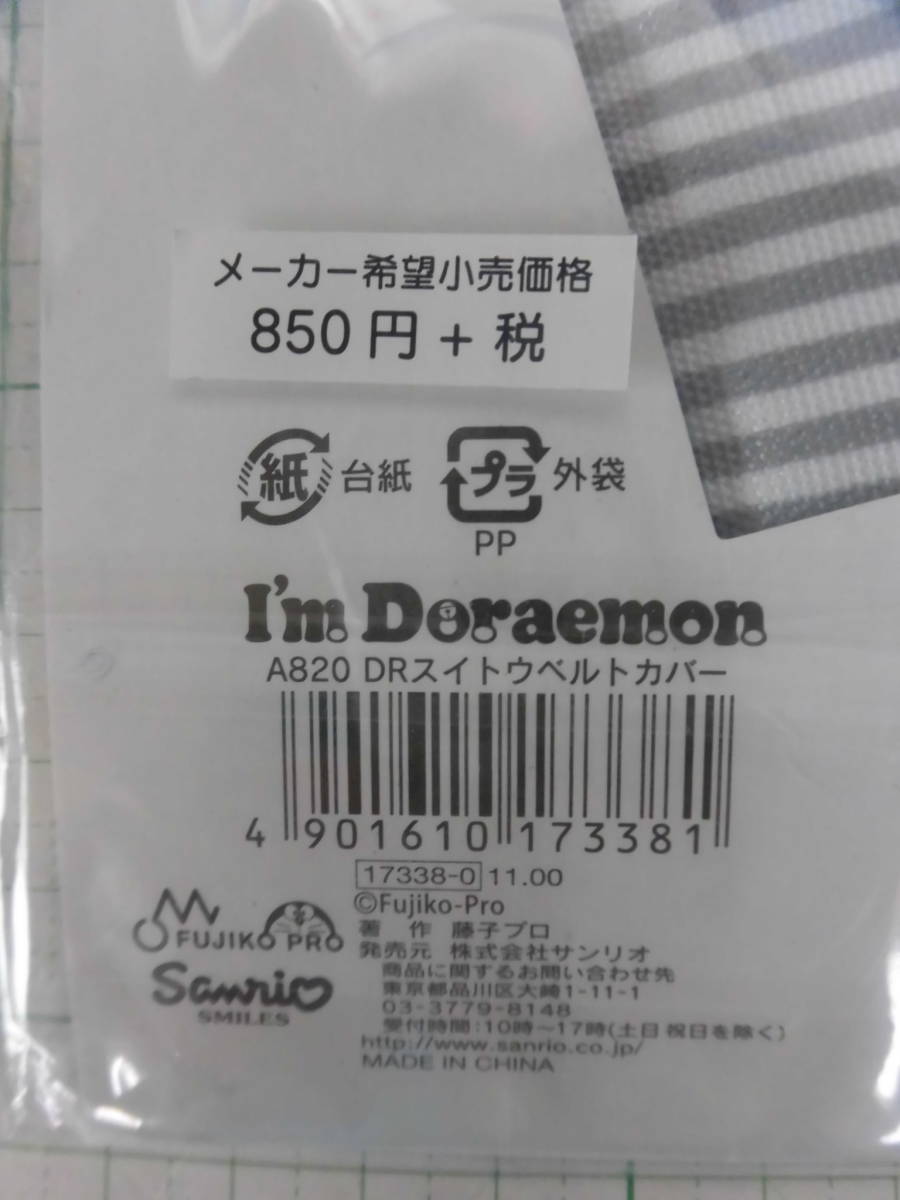 メーカー希望小売価格
850円 + 税
紙 台紙 プラ 外袋
PP
I'm Doraemon
A820 DRスイトウベルトカバー
4 901610 173381
17338-0 11.00
©Fujiko-Pro
FUJIKO PRO
著 作 藤子プロ
発売元 株式会社サンリオ
Sanrio
SMILES
商品に関するお問い合わせ先
東京都品川区大崎1-11-1
03-3779-8148
受付時間:10時~17時(土日祝日を除く)
http://www.sanrio.co.jp/
MADE IN CHINA